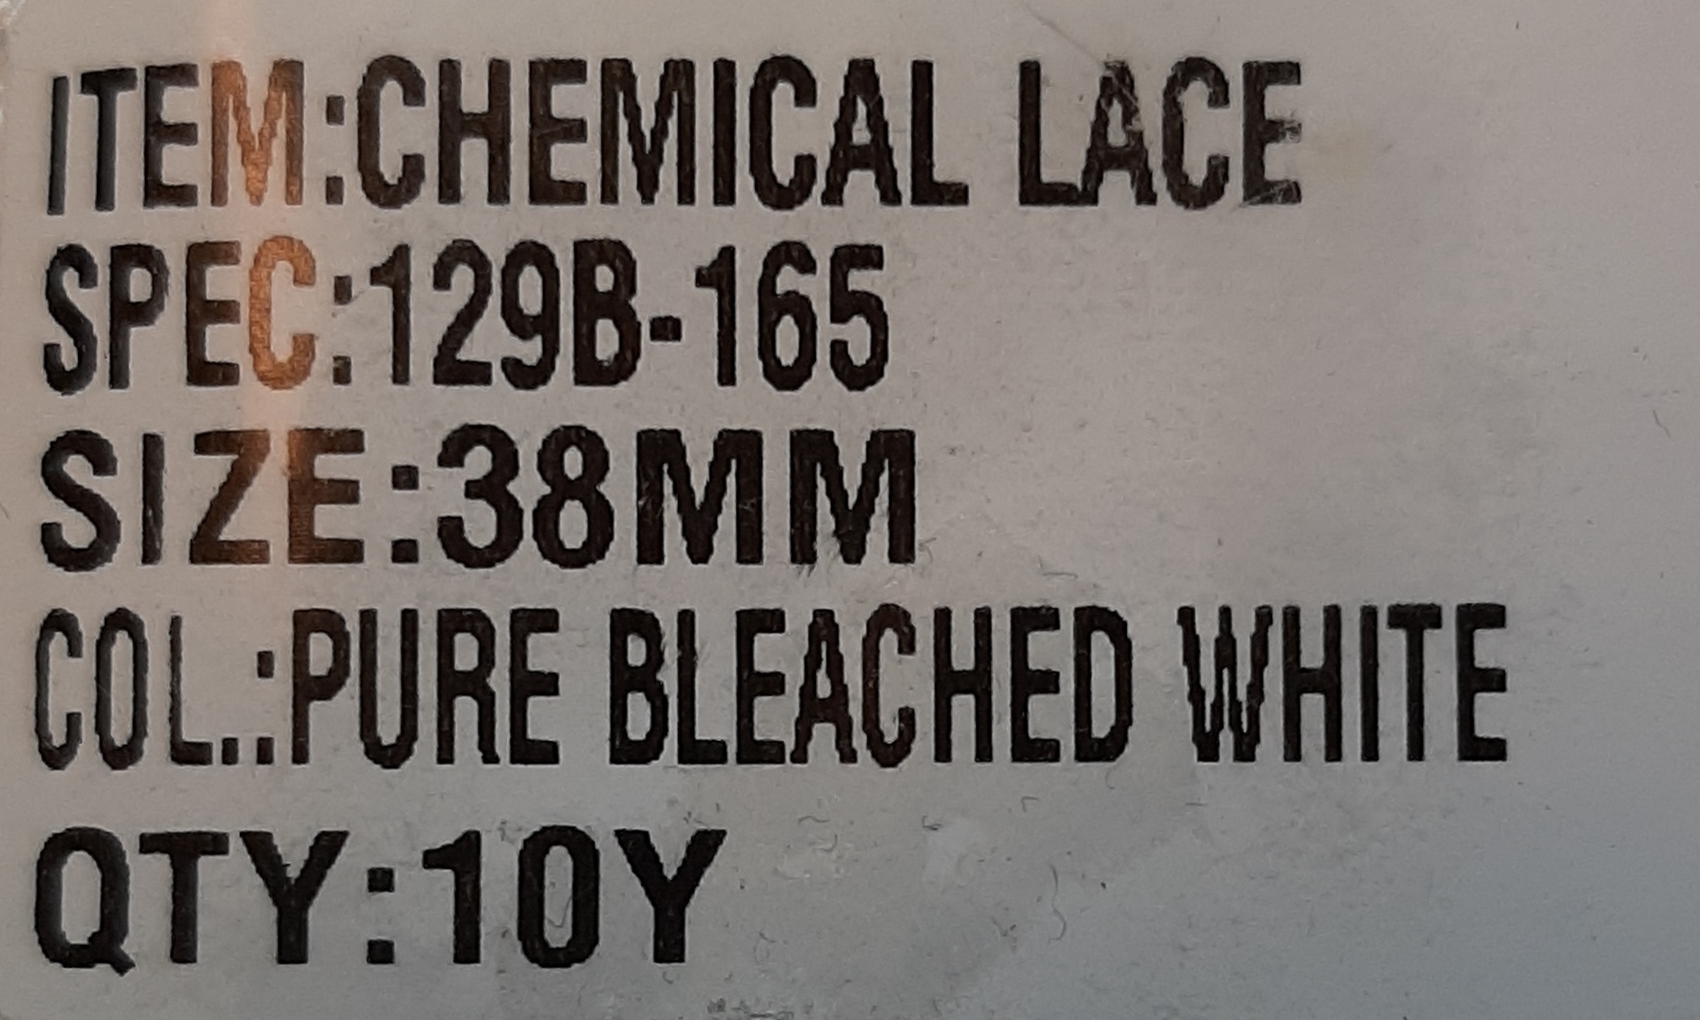 ITEM:CHEMICAL LACE
SPEC:129B-165
SIZE:38MM
COL.:PURE BLEACHED WHITE
QTY:10Y